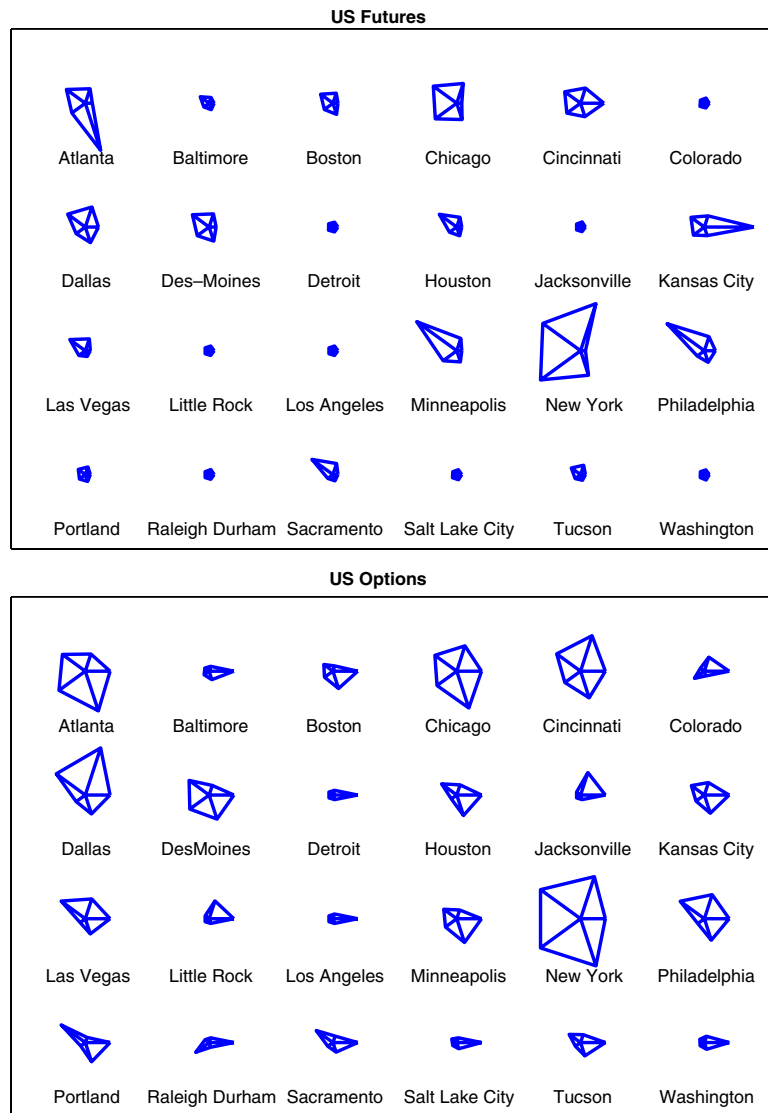 US Futures
Atlanta Baltimore Boston Chicago Cincinnati Colorado
Dallas Des–Moines Detroit Houston Jacksonville Kansas City
Las Vegas Little Rock Los Angeles Minneapolis New York Philadelphia
Portland Raleigh Durham Sacramento Salt Lake City Tucson Washington
US Options
Atlanta Baltimore Boston Chicago Cincinnati Colorado
Dallas DesMoines Detroit Houston Jacksonville Kansas City
Las Vegas Little Rock Los Angeles Minneapolis New York Philadelphia
Portland Raleigh Durham Sacramento Salt Lake City Tucson Washington